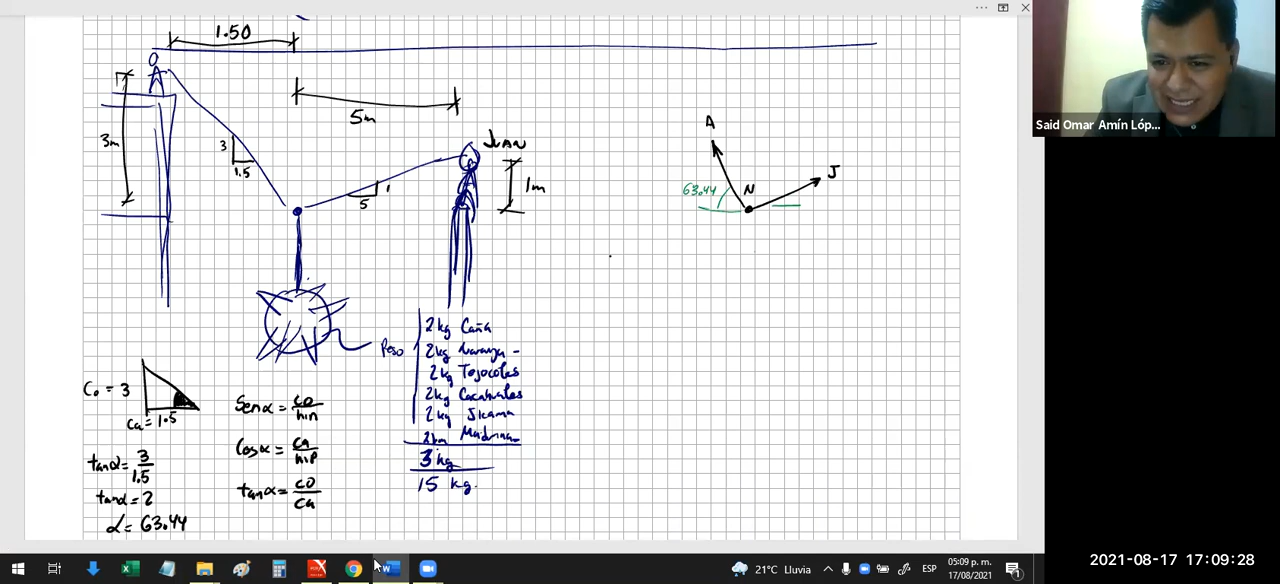 1.50
3m
3
1.5
5m
JUAN
1m
1
5
A
J
N
63.44
Peso
2kg Caña
2kg Naranja -
2kg Tejocotes
2kg Cacahuates
2kg Jícama
3 kg
15 kg.
Co = 3
Ca = 1.5
tanα = 3/1.5
tanα = 2
α = 63.44
Senα = CO/hip
Cosα = Ca/hip
tanα = CO/Ca
Said Omar Amín Lóp...
21°C Lluvia
ESP
05:09 p. m.
17/08/2021
2021-08-17 17:09:28